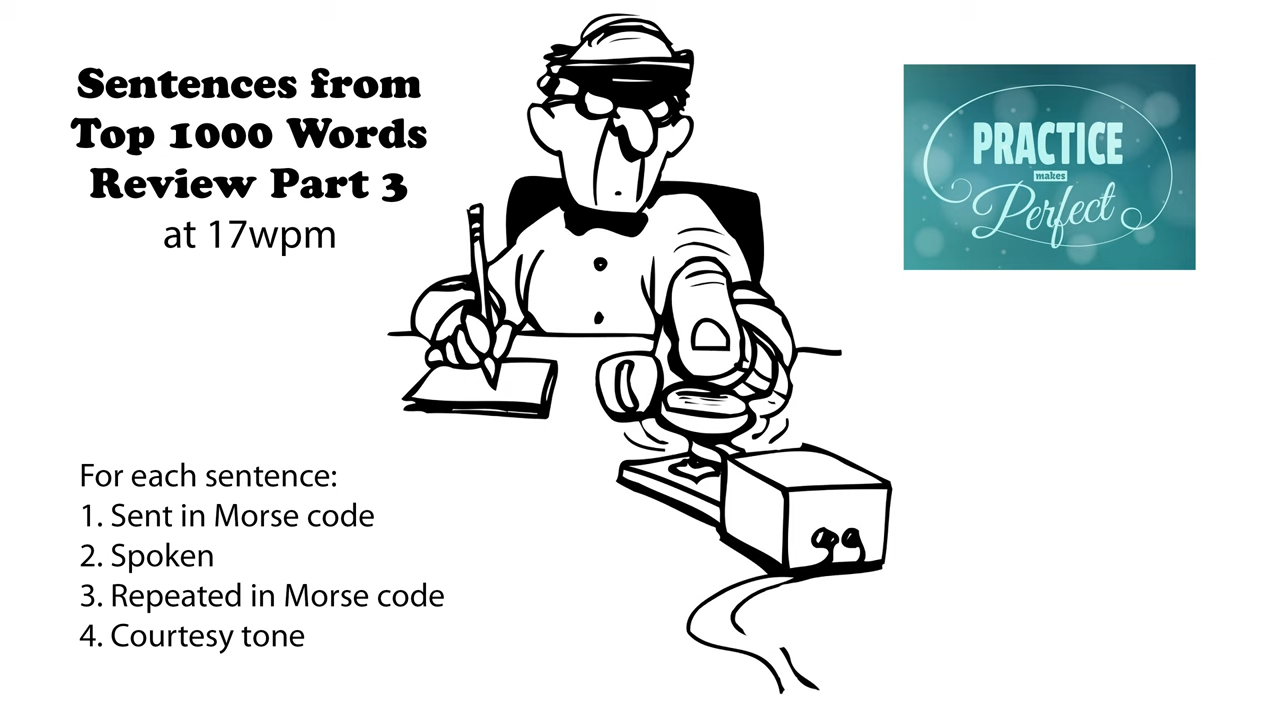 Sentences from
Top 1000 Words
Review Part 3
at 17wpm
PRACTICE
makes
Perfect
For each sentence:
1. Sent in Morse code
2. Spoken
3. Repeated in Morse code
4. Courtesy tone